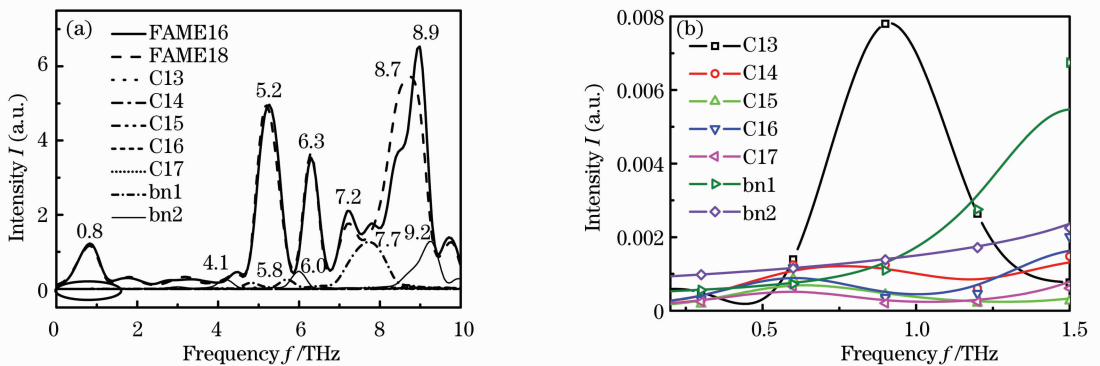 (a)
FAME16
FAME18
C13
C14
C15
C16
C17
bn1
bn2
0.8
4.1
5.2
5.8
6.0
6.3
7.2
7.7
8.7
8.9
9.2
Intensity I (a.u.)
0
2
4
6
0
2
4
6
8
10
Frequency f /THz
(b)
C13
C14
C15
C16
C17
bn1
bn2
Intensity I (a.u.)
0.008
0.006
0.004
0.002
0
0.5
1.0
1.5
Frequency f /THz